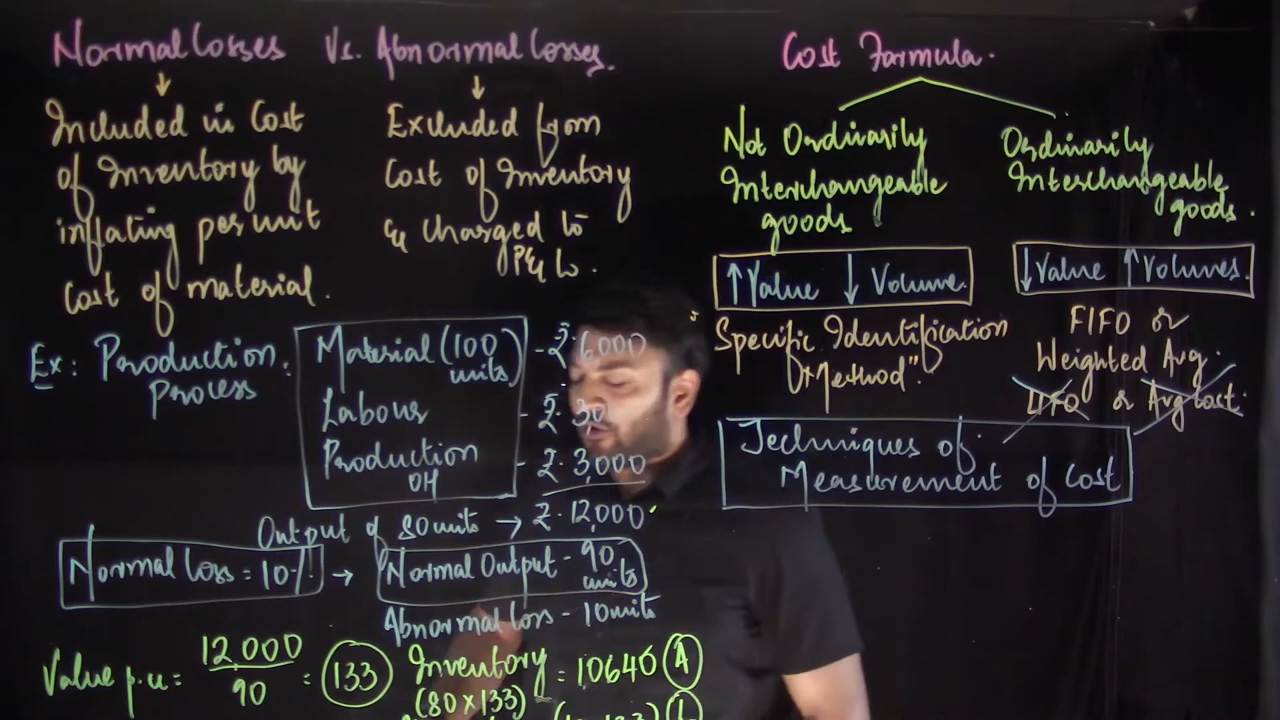 Normal Losses Vs. Abnormal Losses.
Included in Cost
of Inventory by
inflating per unit
Cost of material.
Excluded from
Cost of Inventory
& charged to
P&L.
Ex: Production
Process
Material (100
units)
Labour
Production
OH
- ₹.6,000
- ₹.30
- ₹.3,000
Output of 80 units → ₹.12,000
Normal Loss = 10% → Normal Output - 90
units
Abnormal Loss - 10 units
Value p.u = 12,000
90
= 133
Inventory = 10640 (A)
(80 x 133)
Cost Formula.
Not Ordinarily
Interchangeable
goods
↑ Value ↓ Volume.
Specific Identification
Method".
Ordinarily
Interchangeable
goods.
↓ Value ↑ Volumes.
FIFO or
Weighted Avg.
LIFO or Avg Cost.
Techniques of
Measurement of Cost